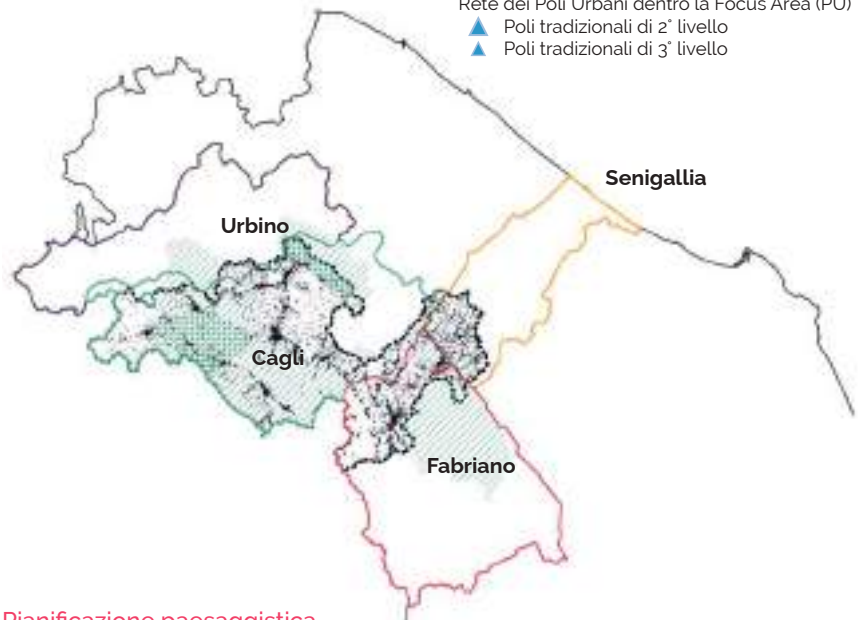 Rete dei Poli Urbani dentro la Focus Area (PU)
Poli tradizionali di 2° livello
Poli tradizionali di 3° livello
Senigallia
Urbino
Cagli
Fabriano
Pianificazione paesaggistica